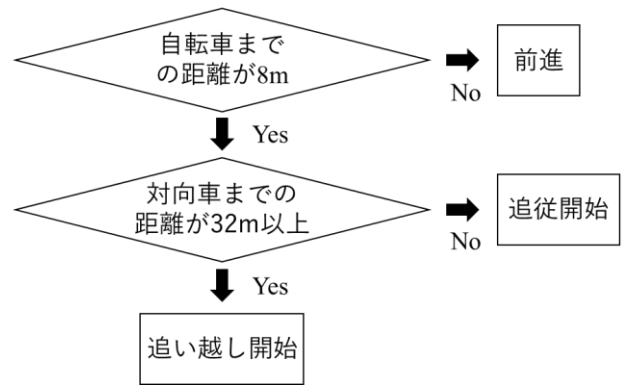 自転車まで
の距離が8m
No
前進
Yes
対向車までの
距離が32m以上
No
追従開始
Yes
追い越し開始